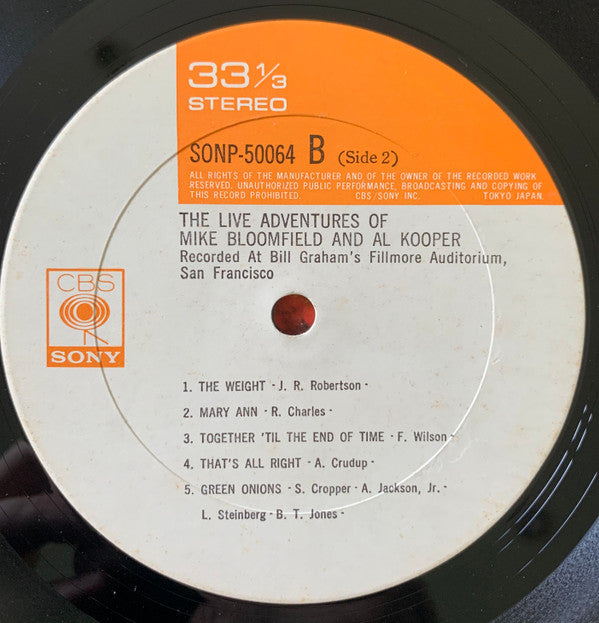 33 1/3
STEREO
SONP-50064 B (Side 2)
ALL RIGHTS OF THE MANUFACTURER AND OF THE OWNER OF THE RECORDED WORK
RESERVED. UNAUTHORIZED PUBLIC PERFORMANCE, BROADCASTING AND COPYING OF
THIS RECORD PROHIBITED. CBS/SONY INC. TOKYO JAPAN.
THE LIVE ADVENTURES OF
MIKE BLOOMFIELD AND AL KOOPER
Recorded At Bill Graham's Fillmore Auditorium,
San Francisco
CBS
SONY
1. THE WEIGHT - J. R. Robertson -
2. MARY ANN - R. Charles -
3. TOGETHER 'TIL THE END OF TIME - F. Wilson -
4. THAT'S ALL RIGHT - A. Crudup -
5. GREEN ONIONS - S. Cropper - A. Jackson, Jr. -
L. Steinberg - B. T. Jones -